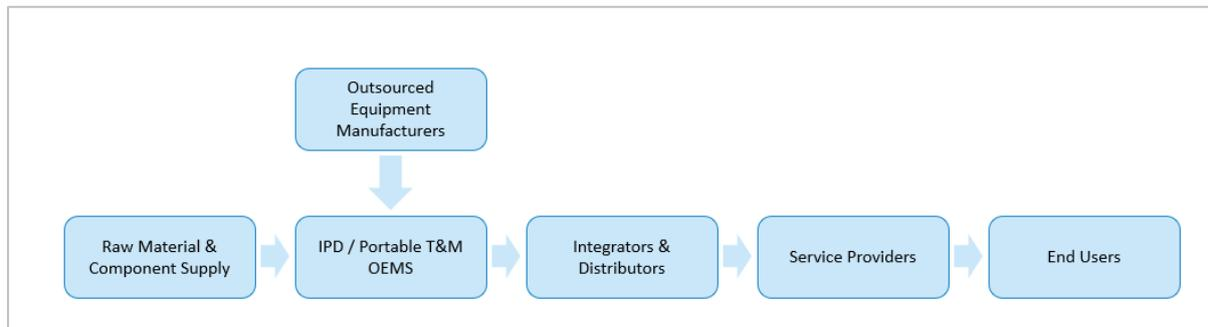 Outsourced
Equipment
Manufacturers
Raw Material &
Component Supply
IPD / Portable T&M
OEMS
Integrators &
Distributors
Service Providers
End Users